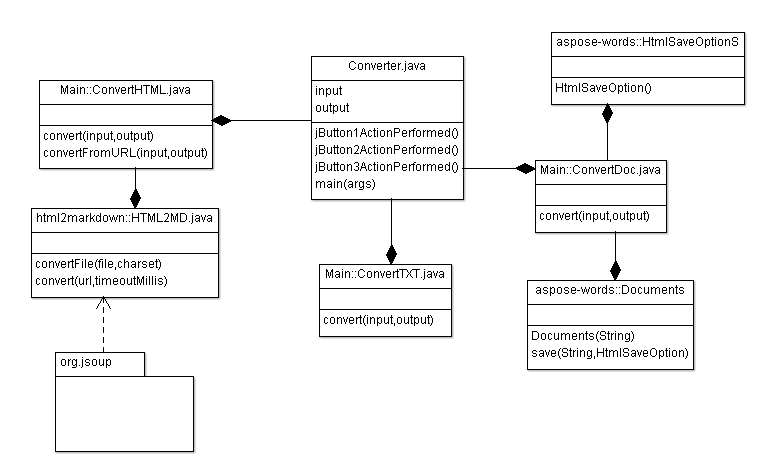 aspose-words::HtmlSaveOptionS
HtmlSaveOption()
Converter.java
input
output
jButton1ActionPerformed()
jButton2ActionPerformed()
jButton3ActionPerformed()
main(args)
Main::ConvertHTML.java
convert(input,output)
convertFromURL(input,output)
Main::ConvertDoc.java
convert(input,output)
html2markdown::HTML2MD.java
convertFile(file,charset)
convert(url,timeoutMillis)
Main::ConvertTXT.java
convert(input,output)
aspose-words::Documents
Documents(String)
save(String,HtmlSaveOption)
org.jsoup